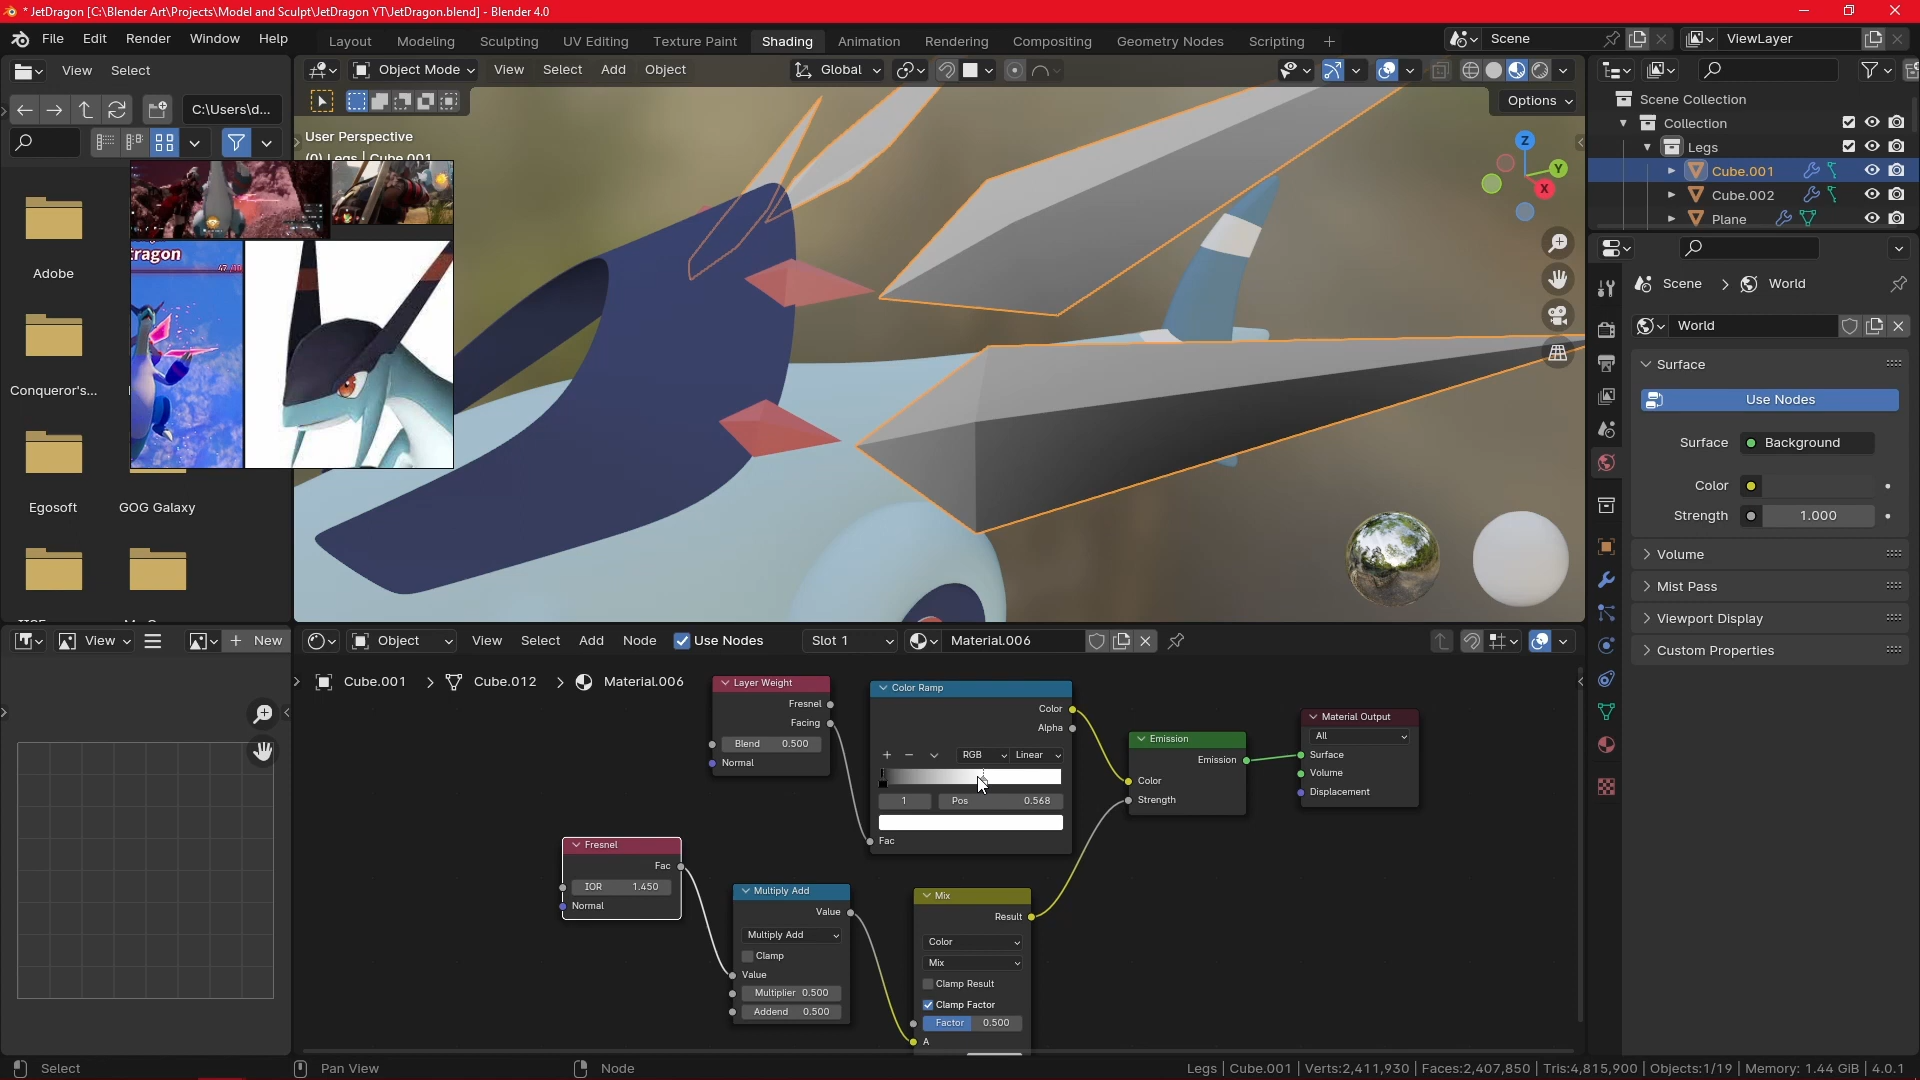 * JetDragon [C:\Blender Art\Projects\Model and Sculpt\JetDragon YT\JetDragon.blend] - Blender 4.0
File Edit Render Window Help
Layout Modeling Sculpting UV Editing Texture Paint Shading Animation Rendering Compositing Geometry Nodes Scripting
Scene
ViewLayer
View Select
Object Mode View Select Add Object
Global
C:\Users\d...
Options
User Perspective
(0) Legs | Cube.001
Scene Collection
Collection
Legs
Cube.001
Cube.002
Plane
Z
Y
X
Adobe
Conqueror's...
Egosoft
GOG Galaxy
Scene > World
World
Surface
Use Nodes
Surface Background
Color
Strength 1.000
Volume
Mist Pass
Viewport Display
Custom Properties
View
New
Object View Select Add Node Use Nodes
Slot 1
Material.006
Cube.001 > Cube.012 > Material.006
Layer Weight
Fresnel
Facing
Blend 0.500
Normal
Color Ramp
Color
Alpha
RGB Linear
1 Pos 0.568
Fac
Emission
Emission
Color
Strength
Material Output
All
Surface
Volume
Displacement
Fresnel
Fac
IOR 1.450
Normal
Multiply Add
Value
Multiply Add
Clamp
Value
Multiplier 0.500
Addend 0.500
Mix
Result
Color
Mix
Clamp Result
Clamp Factor
Factor 0.500
A
Select
Pan View
Node
Legs | Cube.001 | Verts:2,411,930 | Faces:2,407,850 | Tris:4,815,900 | Objects:1/19 | Memory: 1.44 GiB | 4.0.1